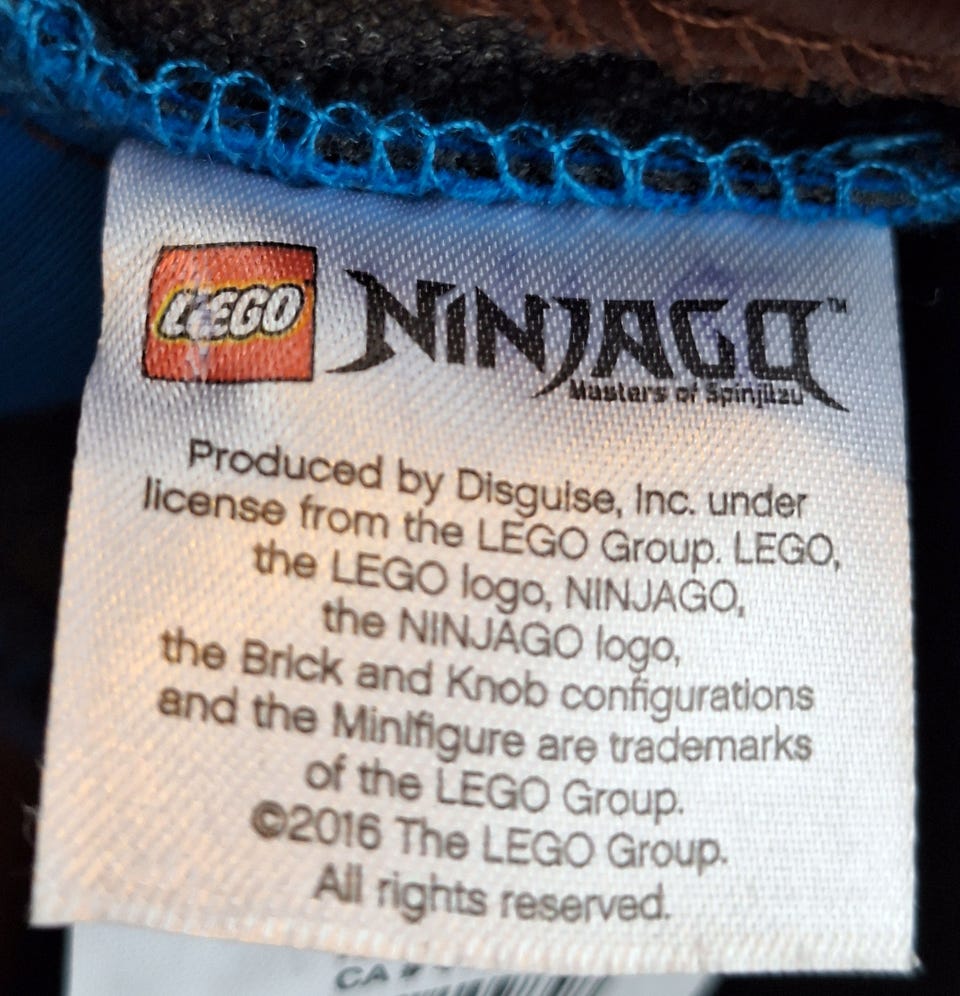 LEGO NINJAGO™
Masters of Spinjitzu
Produced by Disguise, Inc. under
license from the LEGO Group. LEGO,
the LEGO logo, NINJAGO,
the NINJAGO logo,
the Brick and Knob configurations
and the Minifigure are trademarks
of the LEGO Group.
©2016 The LEGO Group.
All rights reserved.
CA #